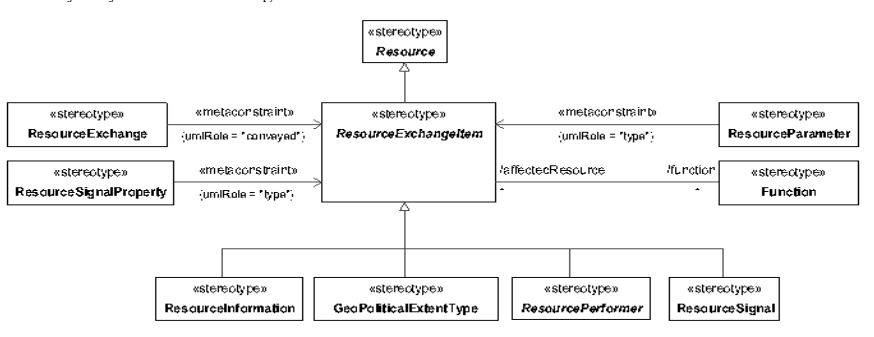 «stereotype»
Resource
«stereotype»
ResourceExchange
«metaconstraint»
{umlRole = "conveyed"}
«stereotype»
ResourceExchangeItem
«metaconstraint»
{umlRole = "type"}
«stereotype»
ResourceParameter
«stereotype»
ResourceSignalProperty
«metaconstraint»
{umlRole = "type"}
/affectedResource
*
/function
*
«stereotype»
Function
«stereotype»
ResourceInformation
«stereotype»
GeoPoliticalExtentType
«stereotype»
ResourcePerformer
«stereotype»
ResourceSignal